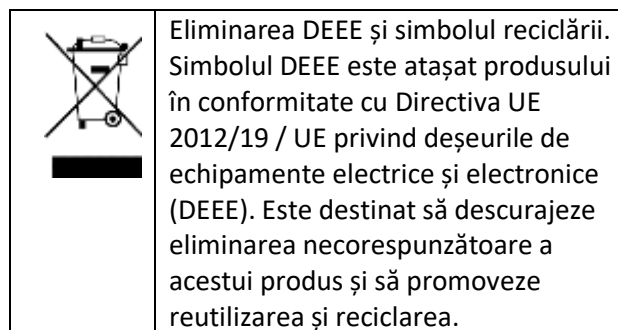 Eliminarea DEEE și simbolul reciclării.
Simbolul DEEE este atașat produsului
în conformitate cu Directiva UE
2012/19 / UE privind deșeurile de
echipamente electrice și electronice
(DEEE). Este destinat să descurajeze
eliminarea necorespunzătoare a
acestui produs și să promoveze
reutilizarea și reciclarea.